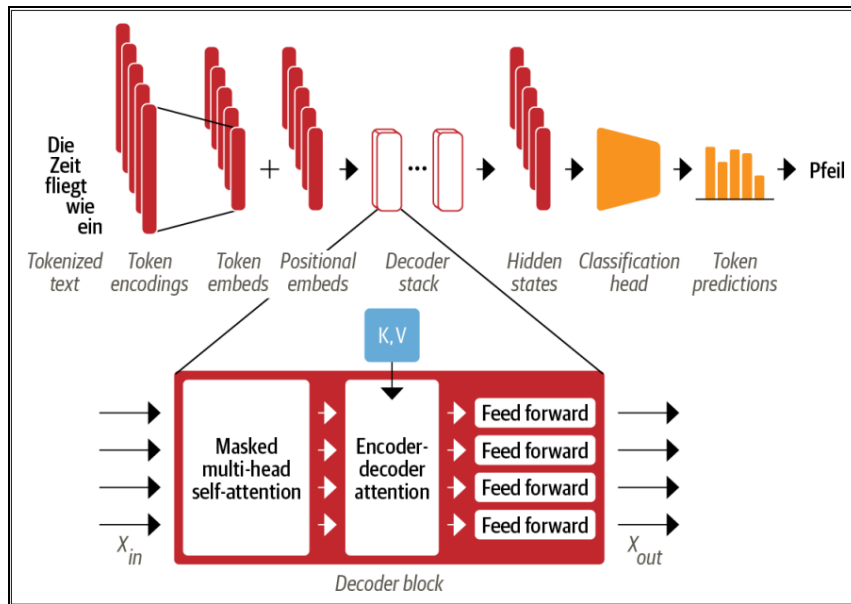 Die
Zeit
fliegt
wie
ein
+
...
Pfeil
Tokenized
text
Token
encodings
Token
embeds
Positional
embeds
Decoder
stack
Hidden
states
Classification
head
Token
predictions
K,V
Masked
multi-head
self-attention
Encoder-
decoder
attention
Feed forward
Feed forward
Feed forward
Feed forward
Xin
Xout
Decoder block